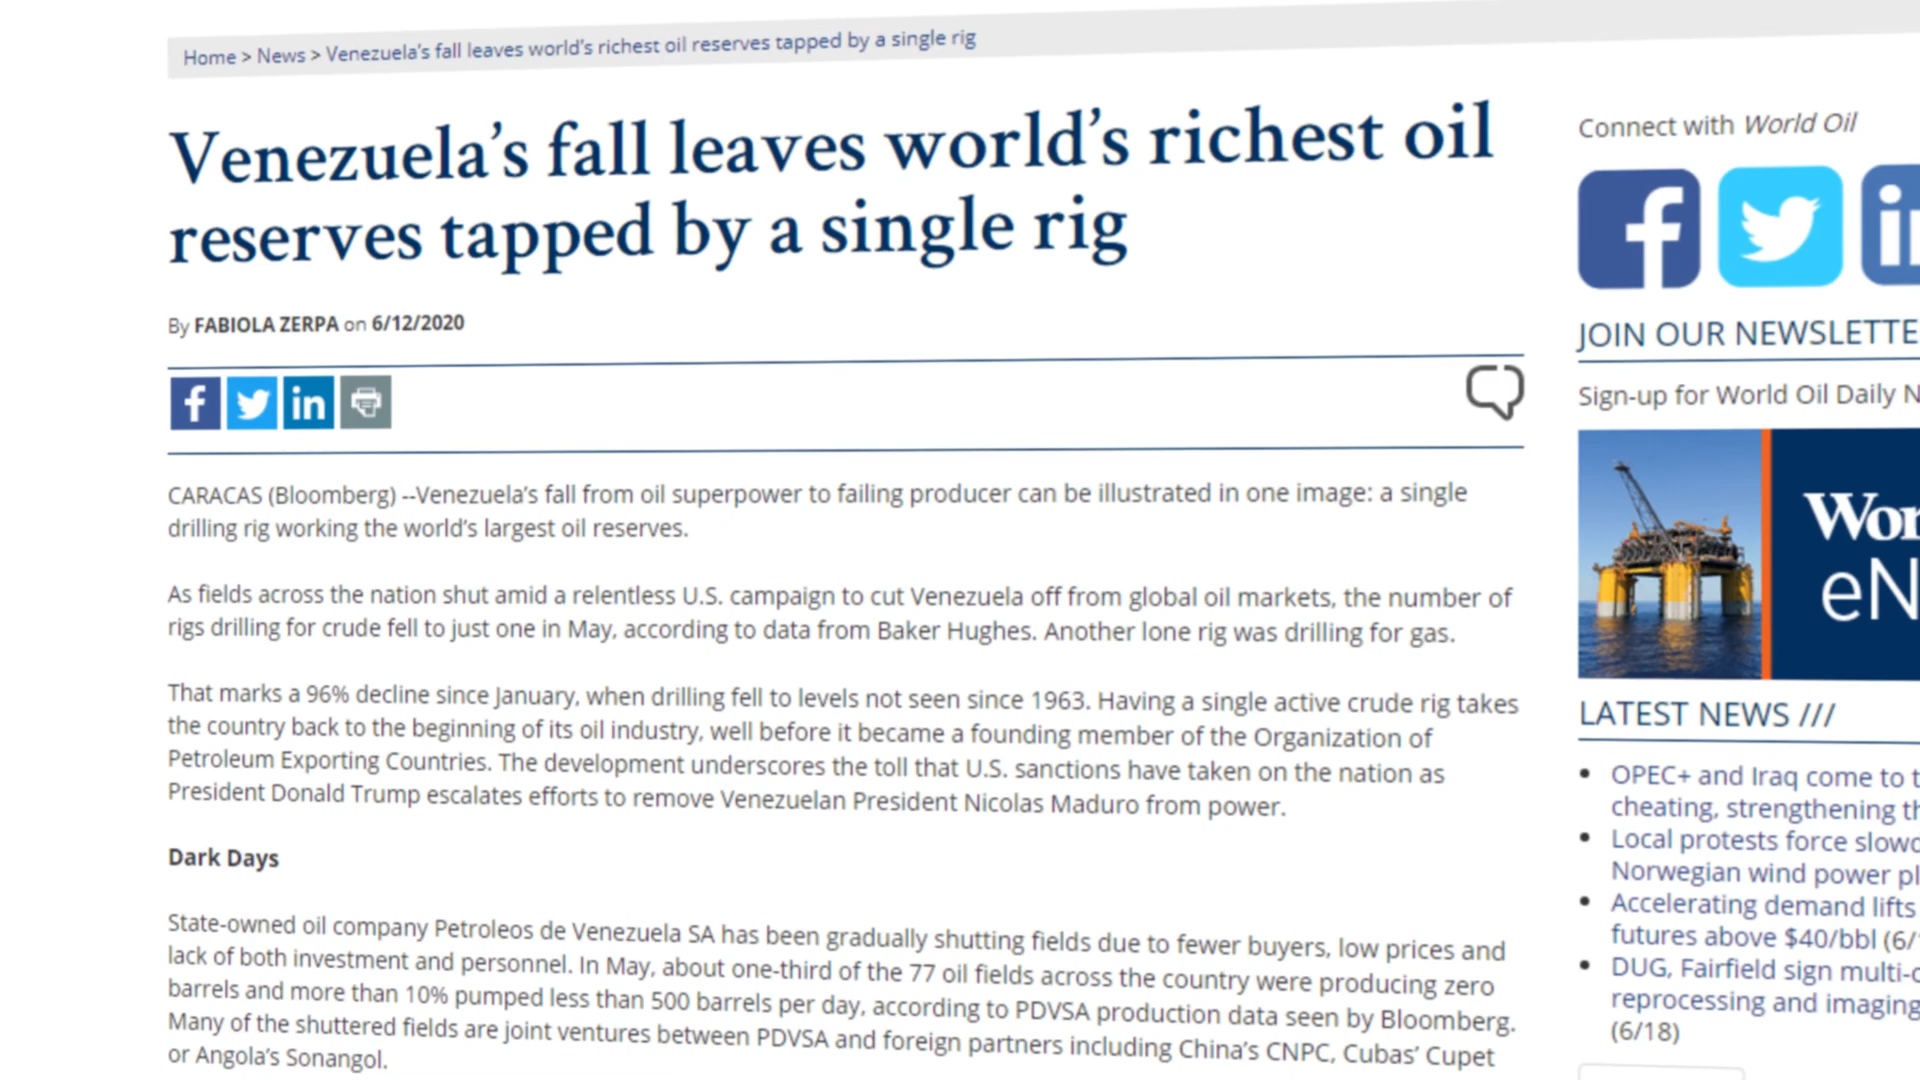 Home > News > Venezuela's fall leaves world's richest oil reserves tapped by a single rig
Venezuela's fall leaves world's richest oil
reserves tapped by a single rig
By FABIOLA ZERPA on 6/12/2020
CARACAS (Bloomberg) --Venezuela's fall from oil superpower to failing producer can be illustrated in one image: a single
drilling rig working the world's largest oil reserves.
As fields across the nation shut amid a relentless U.S. campaign to cut Venezuela off from global oil markets, the number of
rigs drilling for crude fell to just one in May, according to data from Baker Hughes. Another lone rig was drilling for gas.
That marks a 96% decline since January, when drilling fell to levels not seen since 1963. Having a single active crude rig takes
the country back to the beginning of its oil industry, well before it became a founding member of the Organization of
Petroleum Exporting Countries. The development underscores the toll that U.S. sanctions have taken on the nation as
President Donald Trump escalates efforts to remove Venezuelan President Nicolas Maduro from power.
Dark Days
State-owned oil company Petroleos de Venezuela SA has been gradually shutting fields due to fewer buyers, low prices and
lack of both investment and personnel. In May, about one-third of the 77 oil fields across the country were producing zero
barrels and more than 10% pumped less than 500 barrels per day, according to PDVSA production data seen by Bloomberg.
Many of the shuttered fields are joint ventures between PDVSA and foreign partners including China's CNPC, Cubas' Cupet
or Angola's Sonangol.
Connect with World Oil
JOIN OUR NEWSLETTE
Sign-up for World Oil Daily N
Wor
eN
LATEST NEWS ///
OPEC+ and Iraq come to t
cheating, strengthening th
Local protests force slowd
Norwegian wind power pl
Accelerating demand lifts
futures above $40/bbl (6/
DUG, Fairfield sign multi-c
reprocessing and imaging
(6/18)